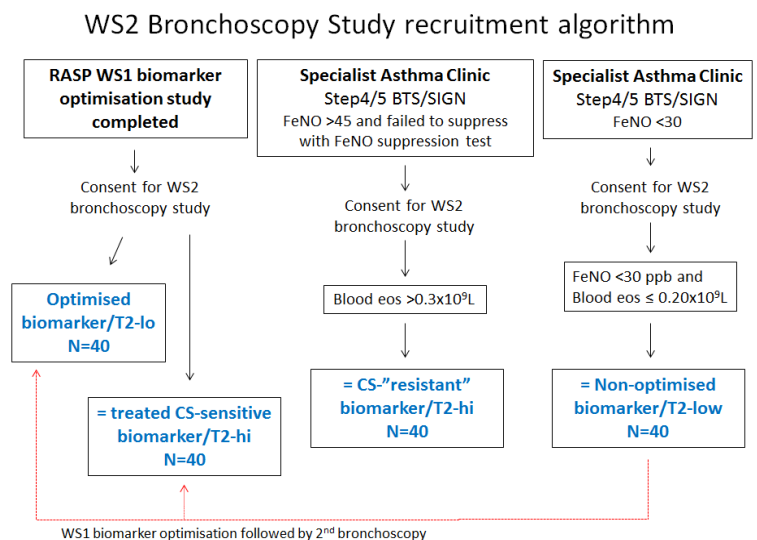 WS2 Bronchoscopy Study recruitment algorithm
RASP WS1 biomarker
optimisation study
completed
Consent for WS2
bronchoscopy study
Optimised
biomarker/T2-lo
N=40
= treated CS-sensitive
biomarker/T2-hi
N=40
Specialist Asthma Clinic
Step4/5 BTS/SIGN
FeNO >45 and failed to suppress
with FeNO suppression test
Consent for WS2
bronchoscopy study
Blood eos >0.3x10⁹L
= CS-”resistant”
biomarker/T2-hi
N=40
Specialist Asthma Clinic
Step4/5 BTS/SIGN
FeNO <30
Consent for WS2
bronchoscopy study
FeNO <30 ppb and
Blood eos ≤ 0.20x10⁹L
= Non-optimised
biomarker/T2-low
N=40
WS1 biomarker optimisation followed by 2ⁿᵈ bronchoscopy